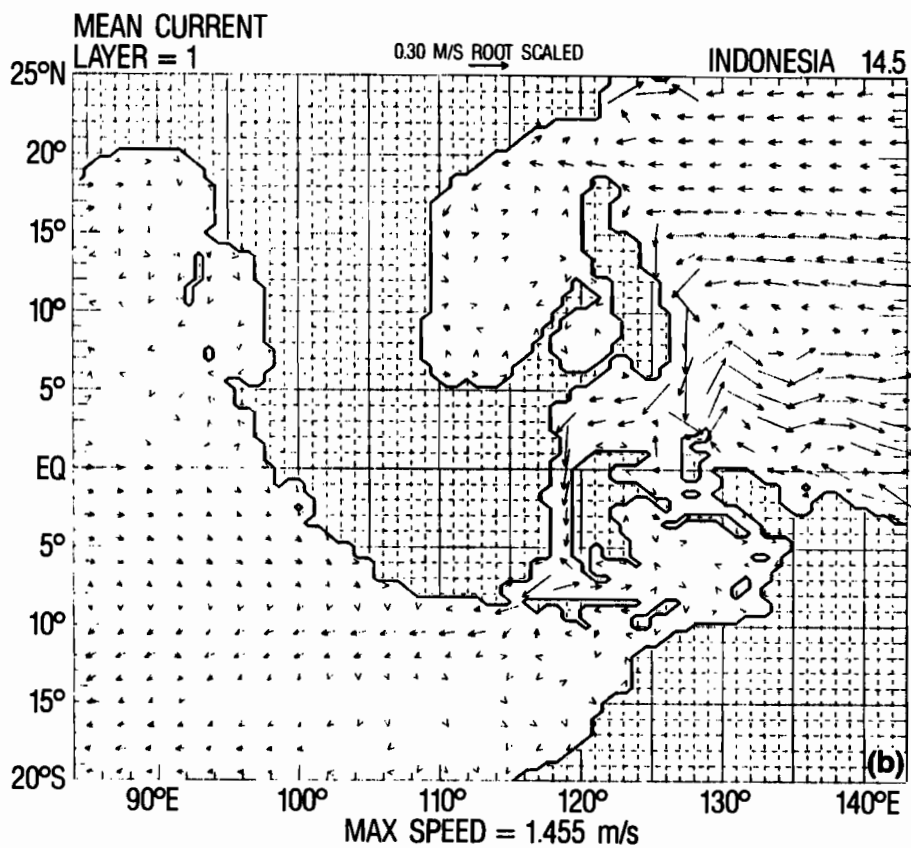 MEAN CURRENT
LAYER = 1
0.30 M/S ROOT SCALED
INDONESIA 14.5
25°N
20°
15°
10°
5°
EQ
5°
10°
15°
20°S
(b)
90°E 100° 110° 120° 130° 140°E
MAX SPEED = 1.455 m/s